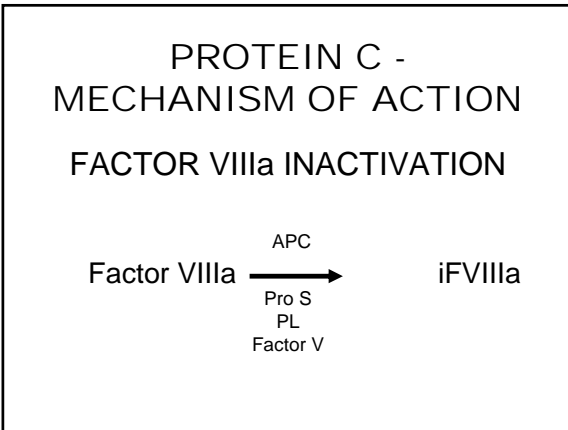 PROTEIN C -
MECHANISM OF ACTION
FACTOR VIIIa INACTIVATION
APC
Factor VIIIa iFVIIIa
Pro S
PL
Factor V